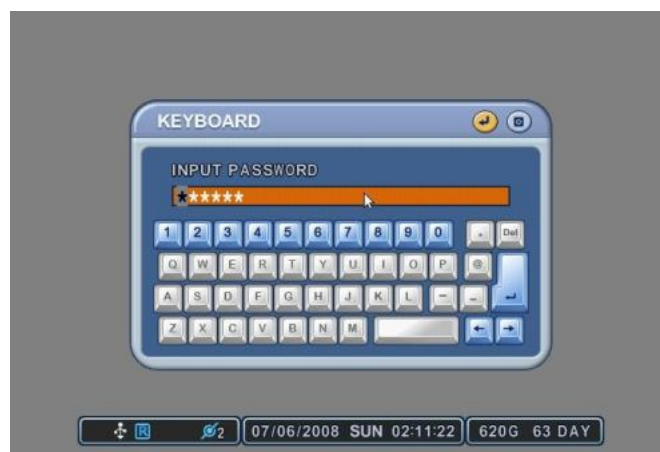 KEYBOARD
INPUT PASSWORD
******
1 2 3 4 5 6 7 8 9 0 . Del
Q W E R T Y U I O P @
A S D F G H J K L - _
Z X C V B N M
R 2 07/06/2008 SUN 02:11:22 620G 63 DAY